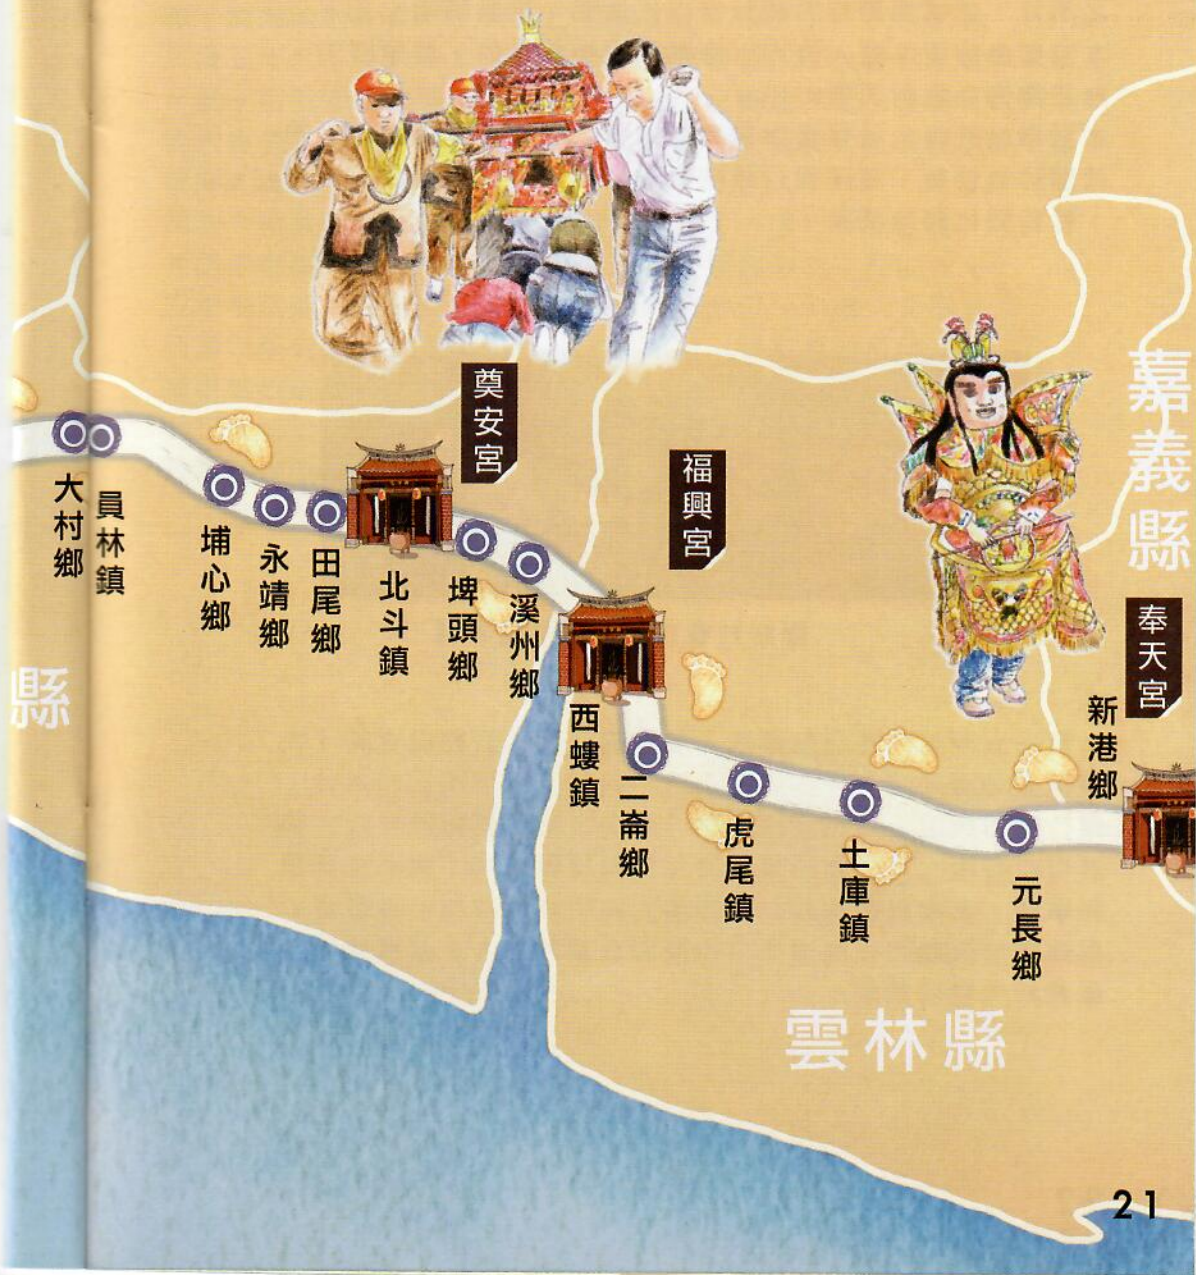 奠安宮
福興宮
嘉義縣
奉天宮
大村鄉
員林鎮
埔心鄉
永靖鄉
田尾鄉
北斗鎮
埤頭鄉
溪州鄉
縣
西螺鎮
二崙鄉
虎尾鎮
土庫鎮
元長鄉
新港鄉
雲林縣
21